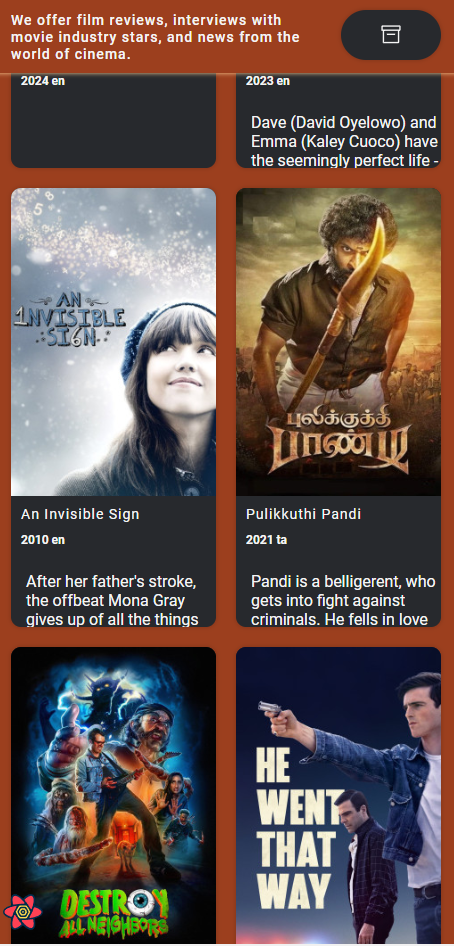 We offer film reviews, interviews with
movie industry stars, and news from the
world of cinema.
2024 en
2023 en
Dave (David Oyelowo) and
Emma (Kaley Cuoco) have
the seemingly perfect life -
AN
1NVISIBLE
SI6N
An Invisible Sign
2010 en
After her father's stroke,
the offbeat Mona Gray
gives up of all the things
புலிக்குத்தி
பாண்டி
Pulikkuthi Pandi
2021 ta
Pandi is a belligerent, who
gets into fight against
criminals. He fells in love
DESTROY
ALL NEIGHBORS
HE
WENT
THAT
WAY